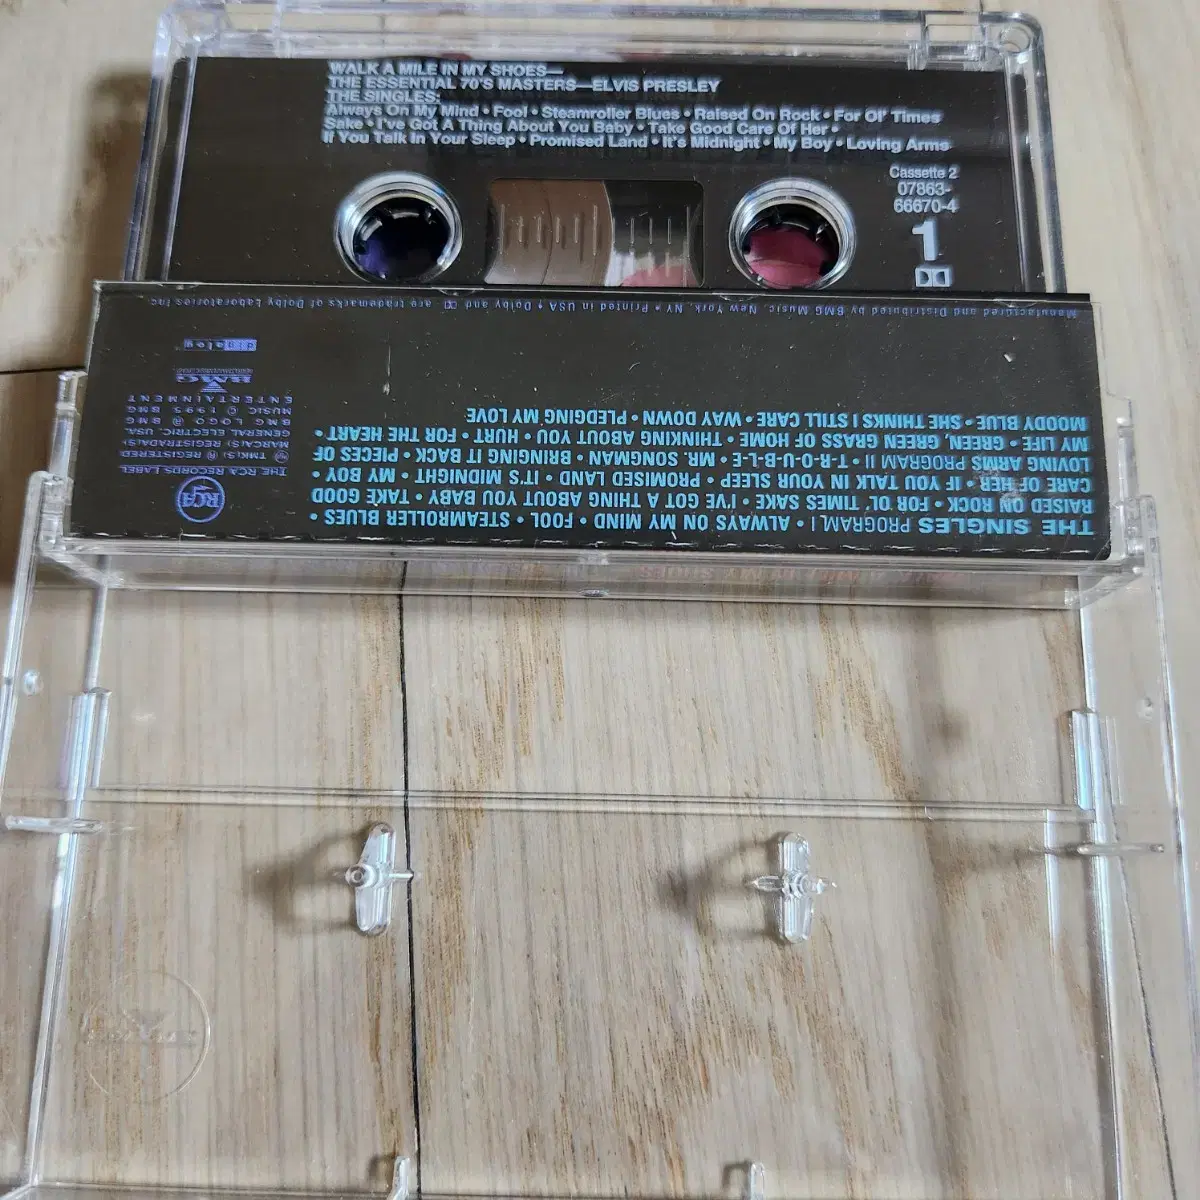 WALK A MILE IN MY SHOES—
THE ESSENTIAL 70'S MASTERS—ELVIS PRESLEY
THE SINGLES:
Always On My Mind • Fool • Steamroller Blues • Raised On Rock • For Ol' Times
Sake • I've Got A Thing About You Baby • Take Good Care Of Her •
If You Talk In Your Sleep • Promised Land • It's Midnight • My Boy • Loving Arms
Cassette 2
07863-
66670-4
1
THE SINGLES PROGRAM I • ALWAYS ON MY MIND • FOOL • STEAMROLLER BLUES •
RAISED ON ROCK • FOR OL' TIMES SAKE • I'VE GOT A THING ABOUT YOU BABY • TAKE GOOD
CARE OF HER • IF YOU TALK IN YOUR SLEEP • PROMISED LAND • IT'S MIDNIGHT • MY BOY •
LOVING ARMS PROGRAM II • T-R-O-U-B-L-E • MR. SONGMAN • BRINGING IT BACK • PIECES OF
MY LIFE • GREEN, GREEN GRASS OF HOME • THINKING ABOUT YOU • HURT • FOR THE HEART •
MOODY BLUE • SHE THINKS I STILL CARE • WAY DOWN • PLEDGING MY LOVE
RCA
THE RCA RECORDS LABEL
TMK(S) ® REGISTERED
MARCA(S) REGISTRADA(S)
GENERAL ELECTRIC, USA.
BMG LOGO ® BMG
MUSIC © 1995 BMG
ENTERTAINMENT
BMG
digalog
Manufactured and Distributed by BMG Music, New York, NY • Printed in USA • Dolby and are trademarks of Dolby Laboratories Inc